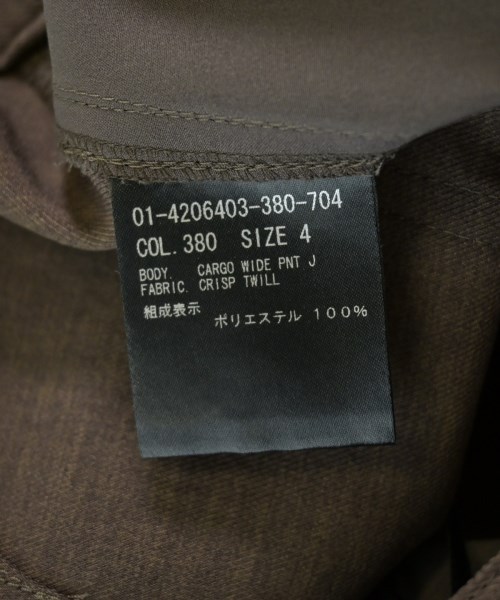 01-4206403-380-704
COL.380 SIZE 4
BODY. CARGO WIDE PNT J
FABRIC. CRISP TWILL
組成表示 ポリエステル 100%